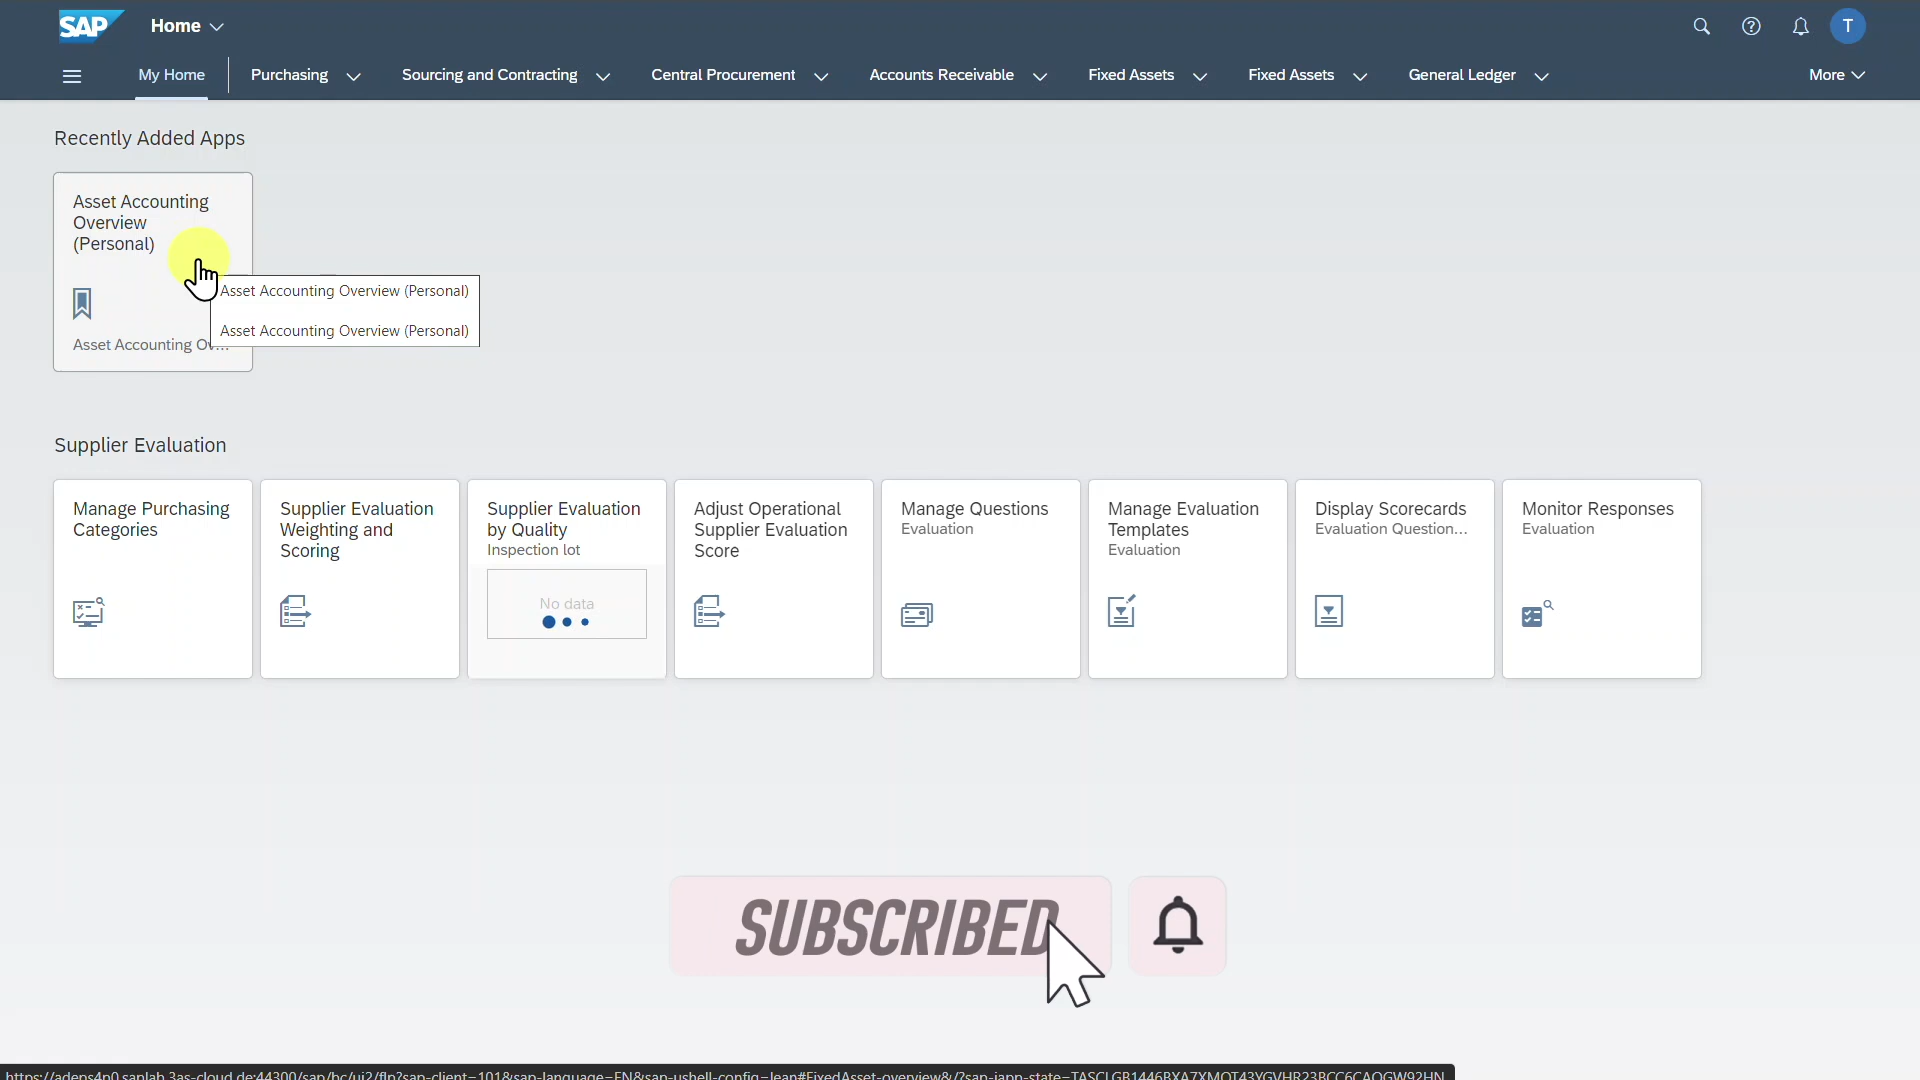 SAP Home
T
My Home Purchasing Sourcing and Contracting Central Procurement Accounts Receivable Fixed Assets Fixed Assets General Ledger More
Recently Added Apps
Asset Accounting
Overview
(Personal)
Asset Accounting Overview (Personal)
Asset Accounting Overview (Personal)
Asset Accounting Ov...
Supplier Evaluation
Manage Purchasing
Categories
Supplier Evaluation
Weighting and
Scoring
Supplier Evaluation
by Quality
Inspection lot
No data
Adjust Operational
Supplier Evaluation
Score
Manage Questions
Evaluation
Manage Evaluation
Templates
Evaluation
Display Scorecards
Evaluation Question...
Monitor Responses
Evaluation
SUBSCRIBED